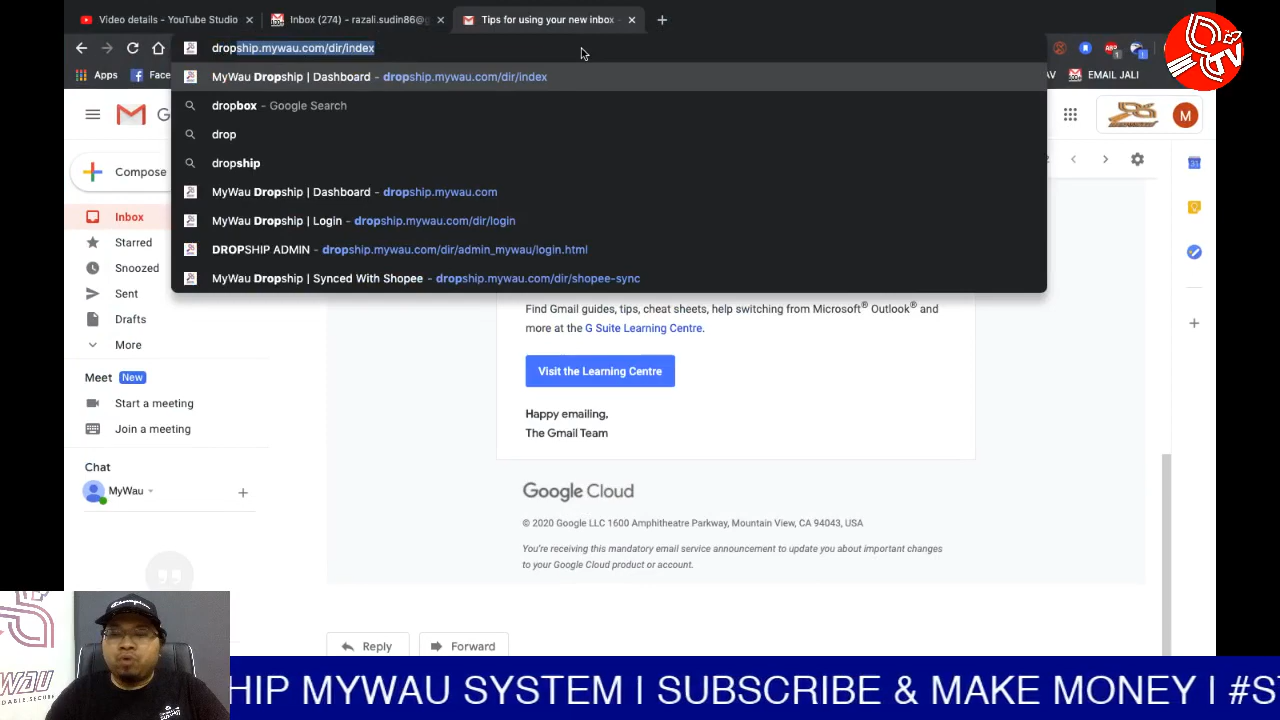 Video details - YouTube Studio
Inbox (274) - razali.sudin86@g
Tips for using your new inbox
dropship.mywau.com/dir/index
Apps
Face
AV
EMAIL JALI
MyWau Dropship | Dashboard - dropship.mywau.com/dir/index
dropbox - Google Search
drop
dropship
MyWau Dropship | Dashboard - dropship.mywau.com
MyWau Dropship | Login - dropship.mywau.com/dir/login
DROPSHIP ADMIN - dropship.mywau.com/dir/admin_mywau/login.html
MyWau Dropship | Synced With Shopee - dropship.mywau.com/dir/shopee-sync
G
M
Compose
Inbox
Starred
Snoozed
Sent
Drafts
More
Meet New
Start a meeting
Join a meeting
Chat
MyWau
Find Gmail guides, tips, cheat sheets, help switching from Microsoft® Outlook® and
more at the G Suite Learning Centre.
Visit the Learning Centre
Happy emailing,
The Gmail Team
Google Cloud
© 2020 Google LLC 1600 Amphitheatre Parkway, Mountain View, CA 94043, USA
You're receiving this mandatory email service announcement to update you about important changes
to your Google Cloud product or account.
Reply
Forward
HIP MYWAU SYSTEM | SUBSCRIBE & MAKE MONEY | #ST